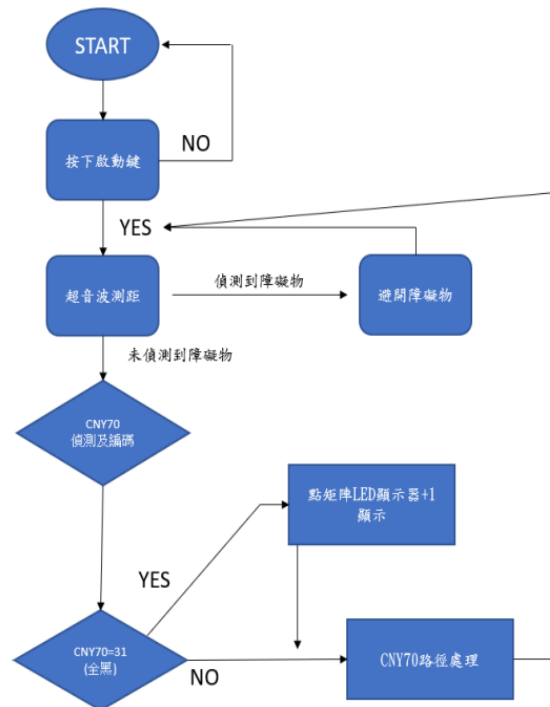 START
按下啟動鍵
NO
YES
超音波測距
偵測到障礙物
避開障礙物
未偵測到障礙物
CNY70
偵測及編碼
點矩陣LED顯示器+1
顯示
YES
CNY70=31
(全黑)
NO
CNY70路徑處理